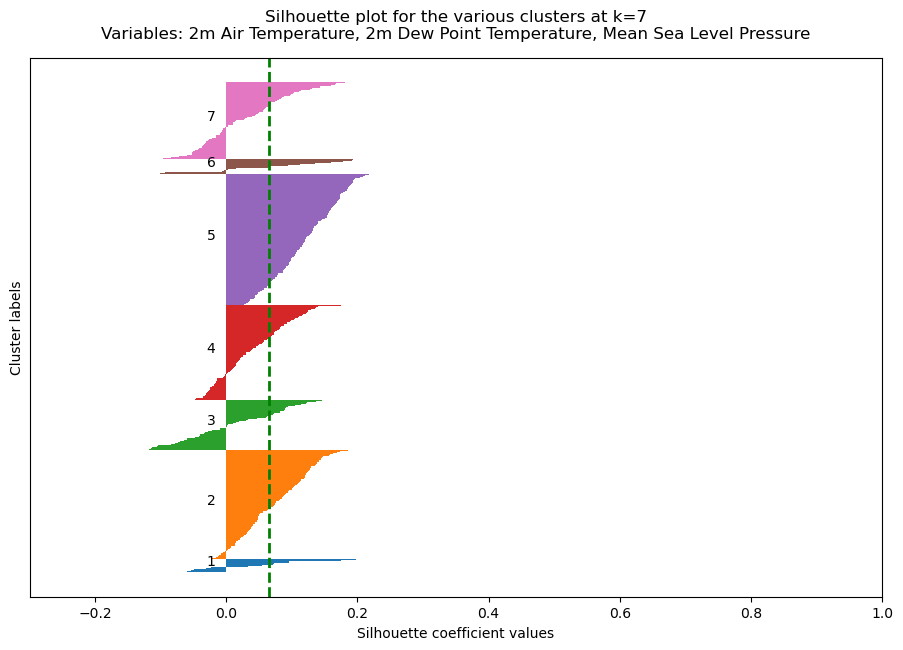 Silhouette plot for the various clusters at k=7
Variables: 2m Air Temperature, 2m Dew Point Temperature, Mean Sea Level Pressure
Cluster labels
7
6
5
4
3
2
1
−0.2 0.0 0.2 0.4 0.6 0.8 1.0
Silhouette coefficient values